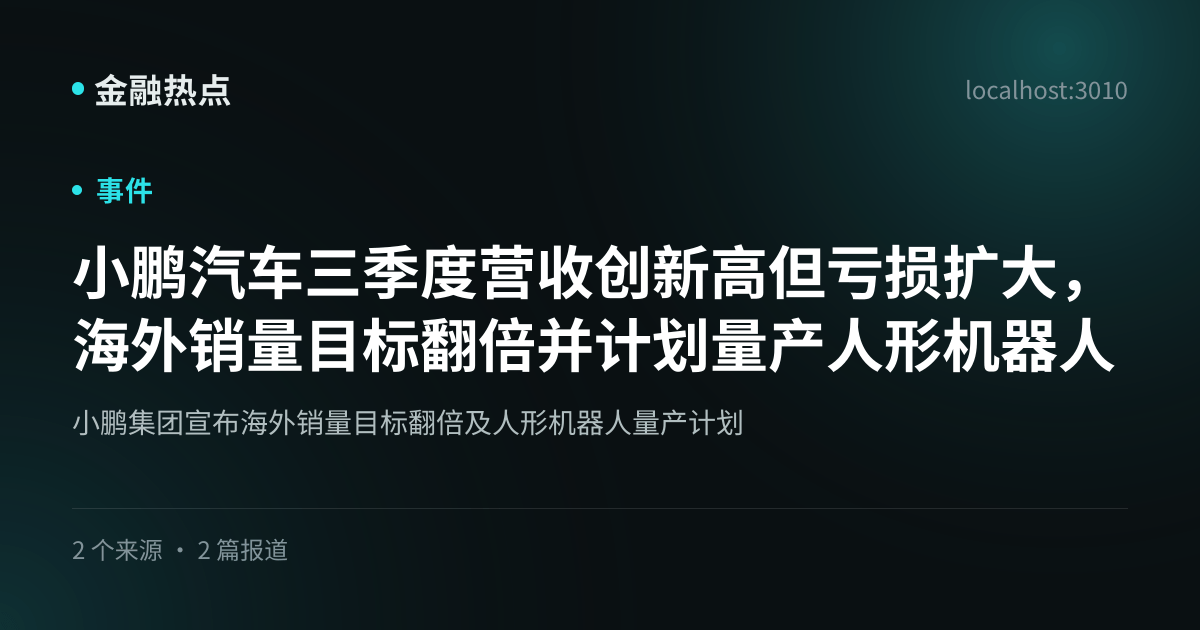 金融热点
localhost:3010
事件
小鹏汽车三季度营收创新高但亏损扩大，
海外销量目标翻倍并计划量产人形机器人
小鹏集团宣布海外销量目标翻倍及人形机器人量产计划
2 个来源 • 2 篇报道